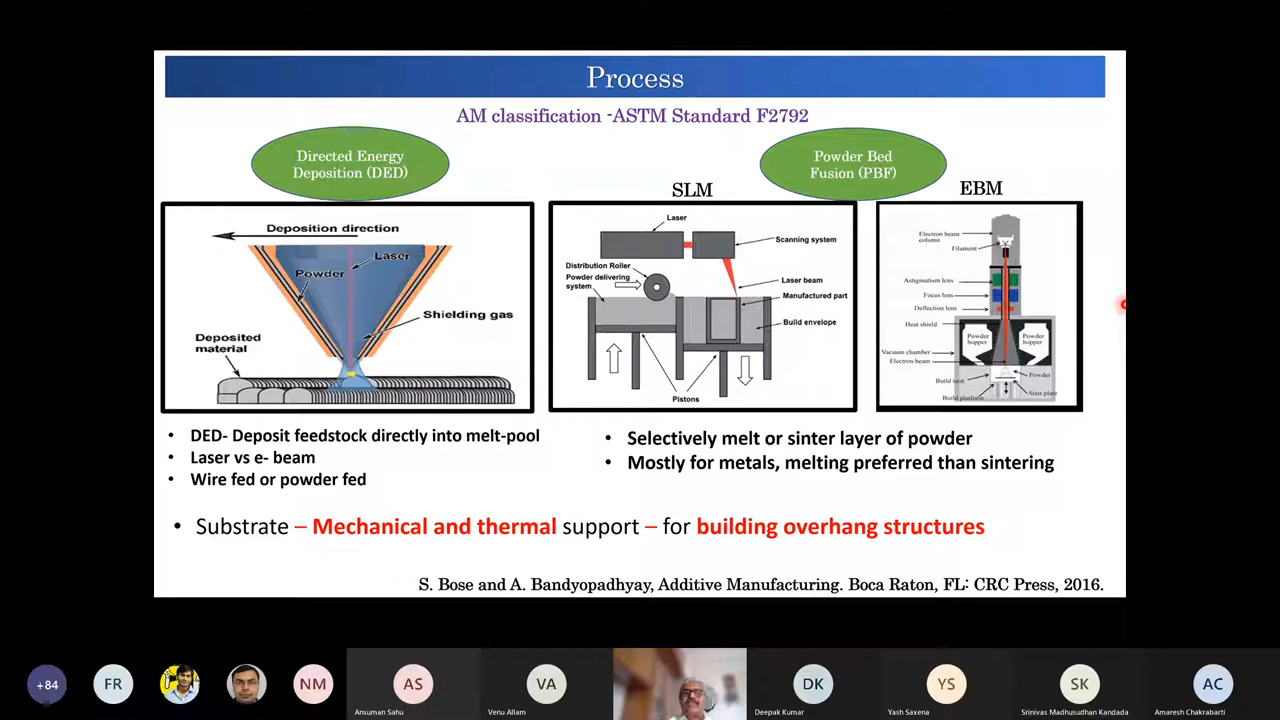 Process
AM classification -ASTM Standard F2792
Directed Energy
Deposition (DED)
Powder Bed
Fusion (PBF)
SLM
EBM
Deposition direction
Laser
Powder
Shielding gas
Deposited
material
Laser
Scanning system
Distribution Roller
Powder delivering
system
Laser beam
Manufactured part
Build envelope
Pistons
Electron beam
column
Filament
Astigmatism lens
Focus lens
Deflection lens
Heat shield
Powder
hopper
Powder
hopper
Vacuum chamber
Electron beam
Build tank
Powder
Build platform
Start plate
• DED- Deposit feedstock directly into melt-pool
• Laser vs e- beam
• Wire fed or powder fed
• Selectively melt or sinter layer of powder
• Mostly for metals, melting preferred than sintering
• Substrate – Mechanical and thermal support – for building overhang structures
S. Bose and A. Bandyopadhyay, Additive Manufacturing. Boca Raton, FL: CRC Press, 2016.
+84
FR
NM
AS
Ansuman Sahu
VA
Venu Allam
DK
Deepak Kumar
YS
Yash Saxena
SK
Srinivas Madhusudhan Kandada
AC
Amaresh Chakrabarti